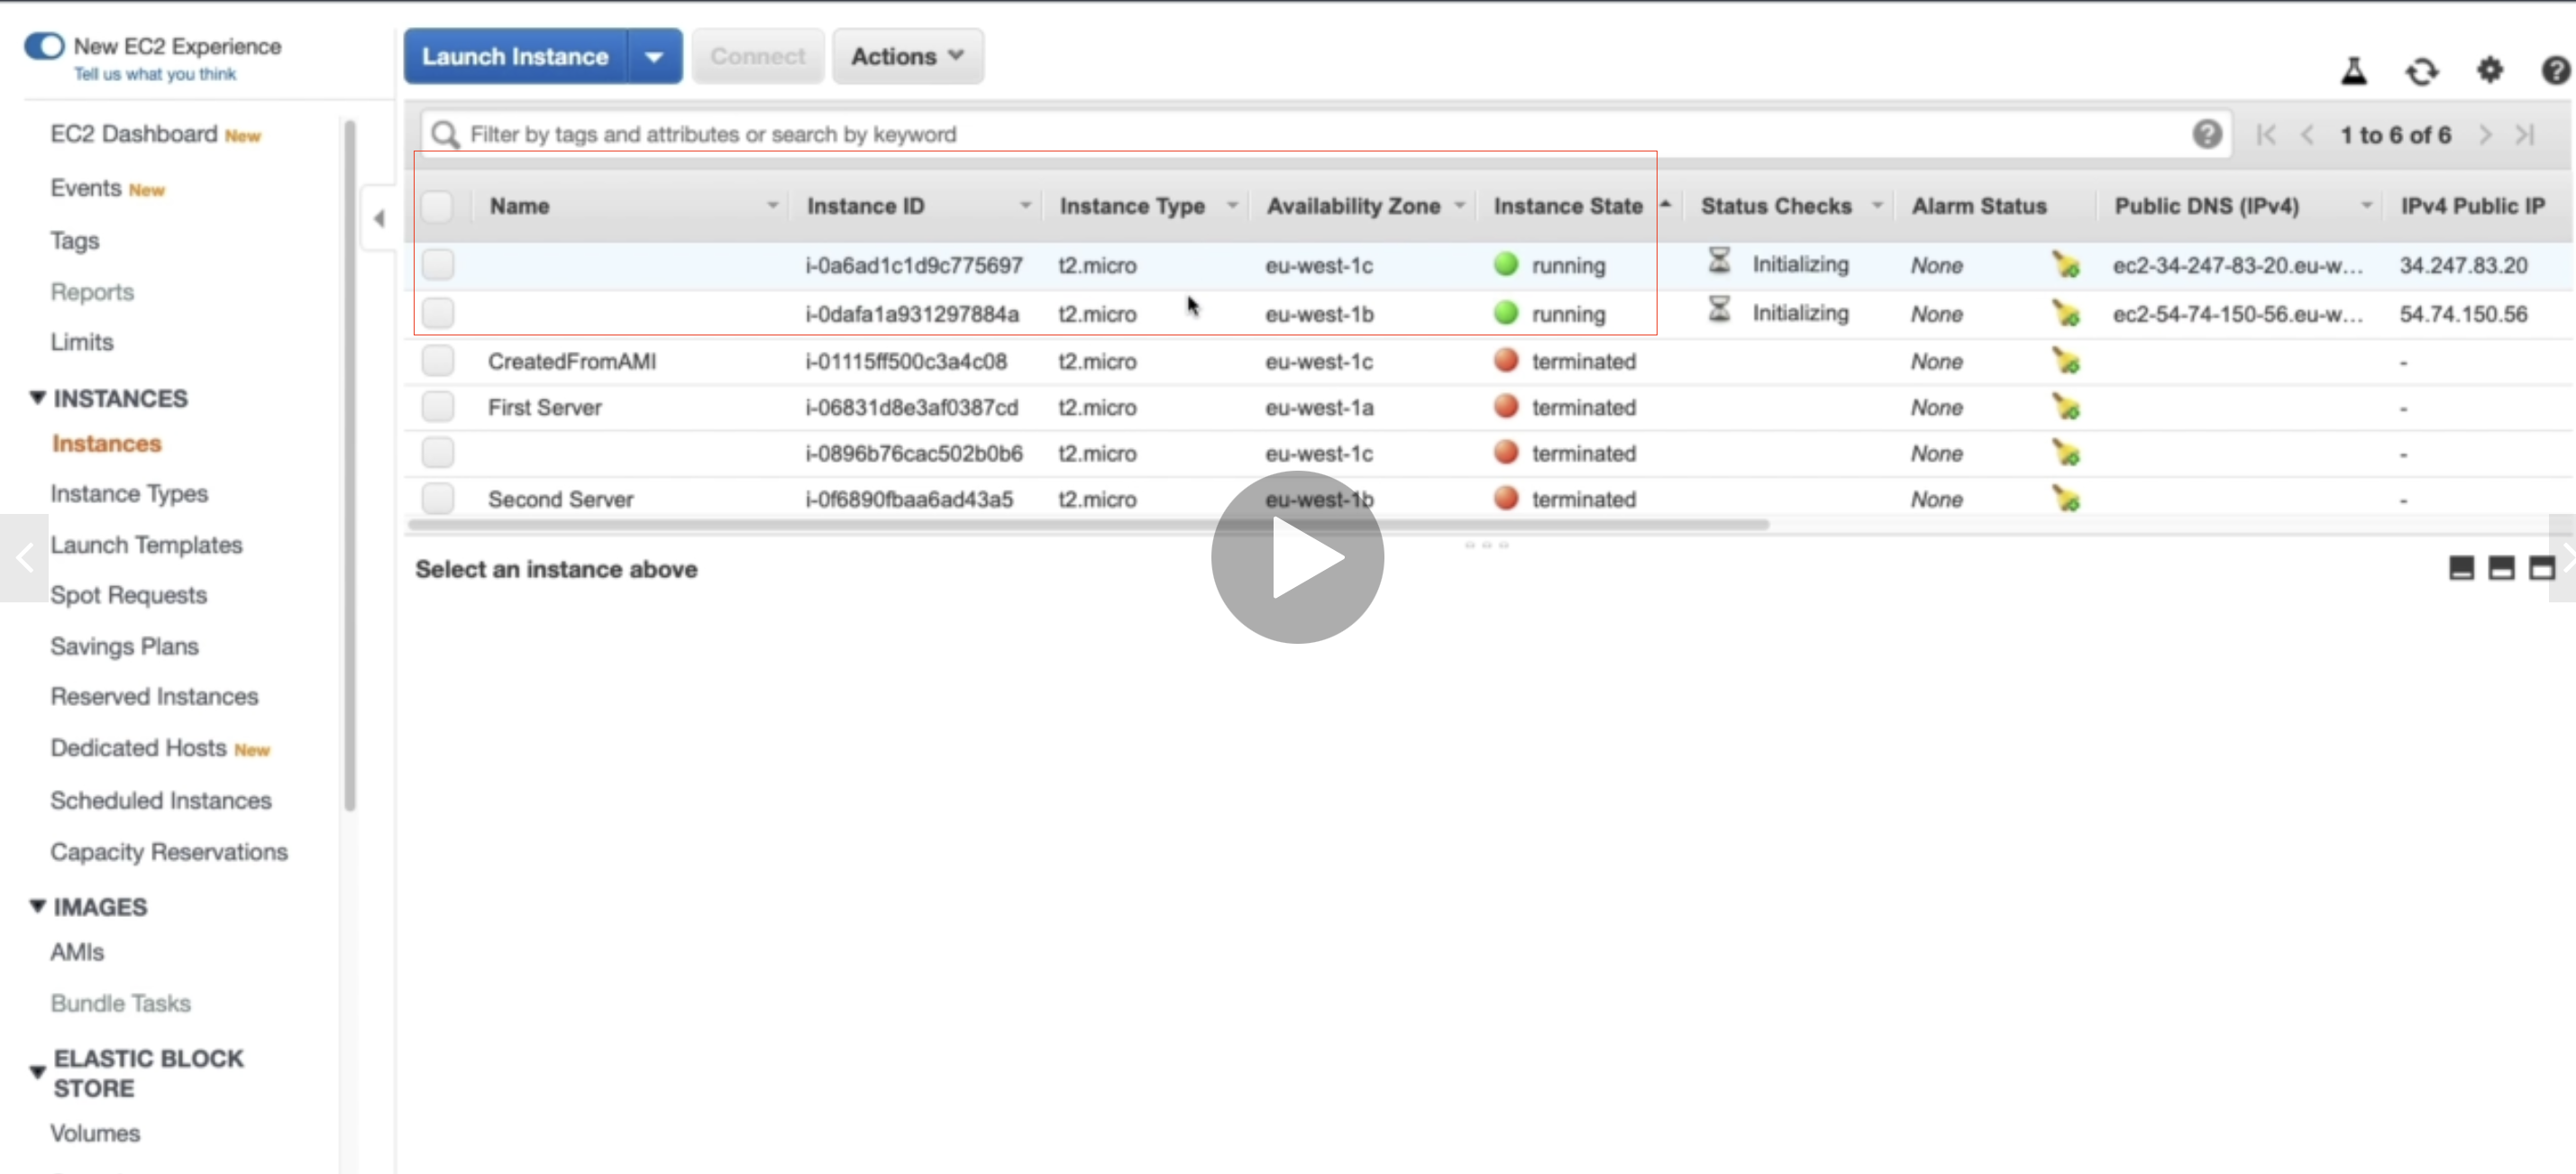 New EC2 Experience
Tell us what you think
Launch Instance Connect Actions
EC2 Dashboard New
Events New
Tags
Reports
Limits
INSTANCES
Instances
Instance Types
Launch Templates
Spot Requests
Savings Plans
Reserved Instances
Dedicated Hosts New
Scheduled Instances
Capacity Reservations
IMAGES
AMIs
Bundle Tasks
ELASTIC BLOCK
STORE
Volumes
Filter by tags and attributes or search by keyword 1 to 6 of 6
Name Instance ID Instance Type Availability Zone Instance State Status Checks Alarm Status Public DNS (IPv4) IPv4 Public IP
i-0a6ad1c1d9c775697 t2.micro eu-west-1c running Initializing None ec2-34-247-83-20.eu-w... 34.247.83.20
i-0dafa1a931297884a t2.micro eu-west-1b running Initializing None ec2-54-74-150-56.eu-w... 54.74.150.56
CreatedFromAMI i-01115ff500c3a4c08 t2.micro eu-west-1c terminated None -
First Server i-06831d8e3af0387cd t2.micro eu-west-1a terminated None -
i-0896b76cac502b0b6 t2.micro eu-west-1c terminated None -
Second Server i-0f6890fbaa6ad43a5 t2.micro eu-west-1b terminated None -
Select an instance above